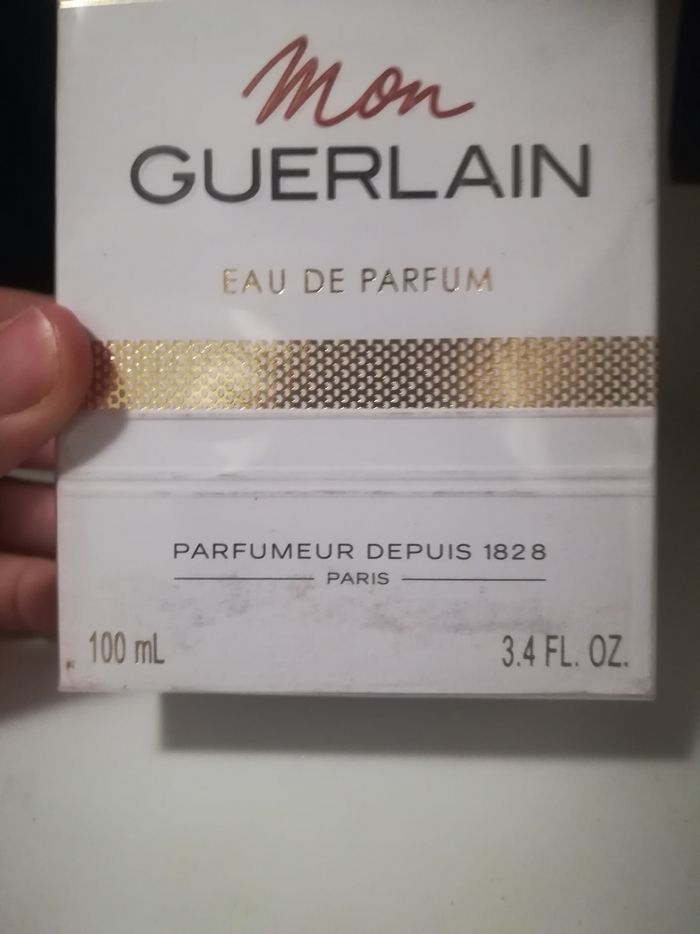 Mon
GUERLAIN
EAU DE PARFUM
PARFUMEUR DEPUIS 1828
PARIS
100 mL
3.4 FL. OZ.